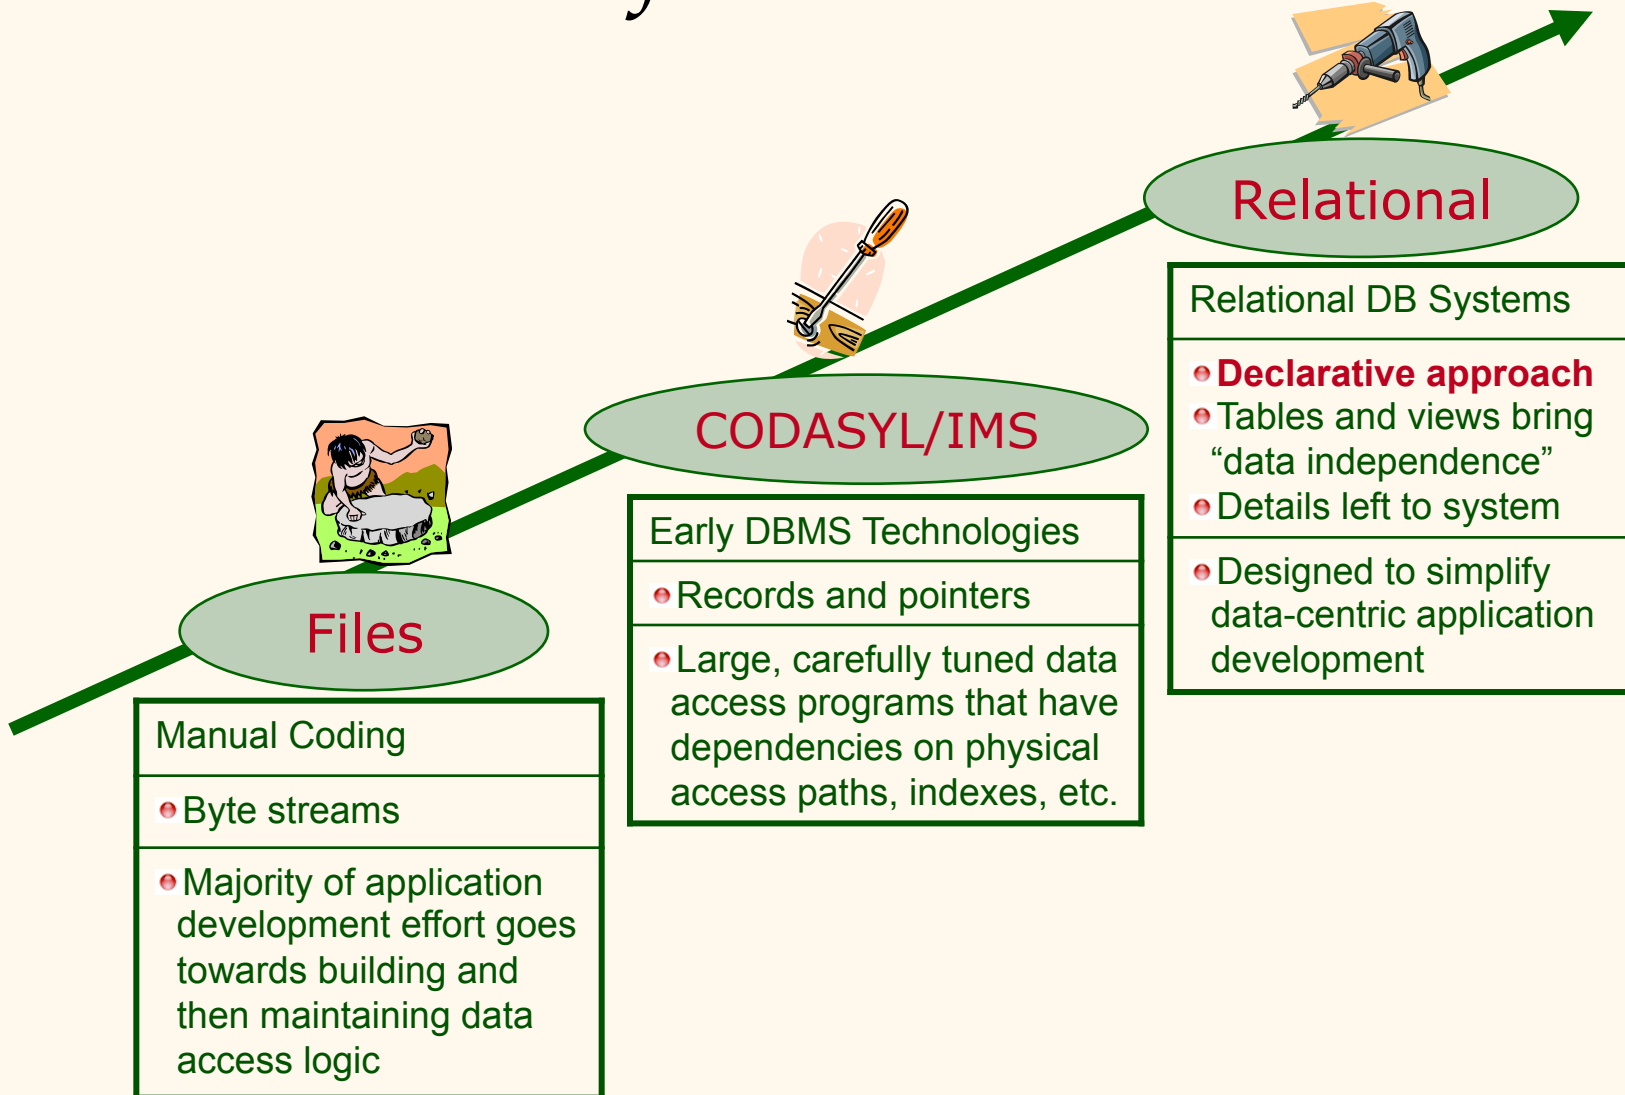 Files
Manual Coding
Byte streams
Majority of application
development effort goes
towards building and
then maintaining data
access logic
CODASYL/IMS
Early DBMS Technologies
Records and pointers
Large, carefully tuned data
access programs that have
dependencies on physical
access paths, indexes, etc.
Relational
Relational DB Systems
Declarative approach
Tables and views bring
“data independence”
Details left to system
Designed to simplify
data-centric application
development